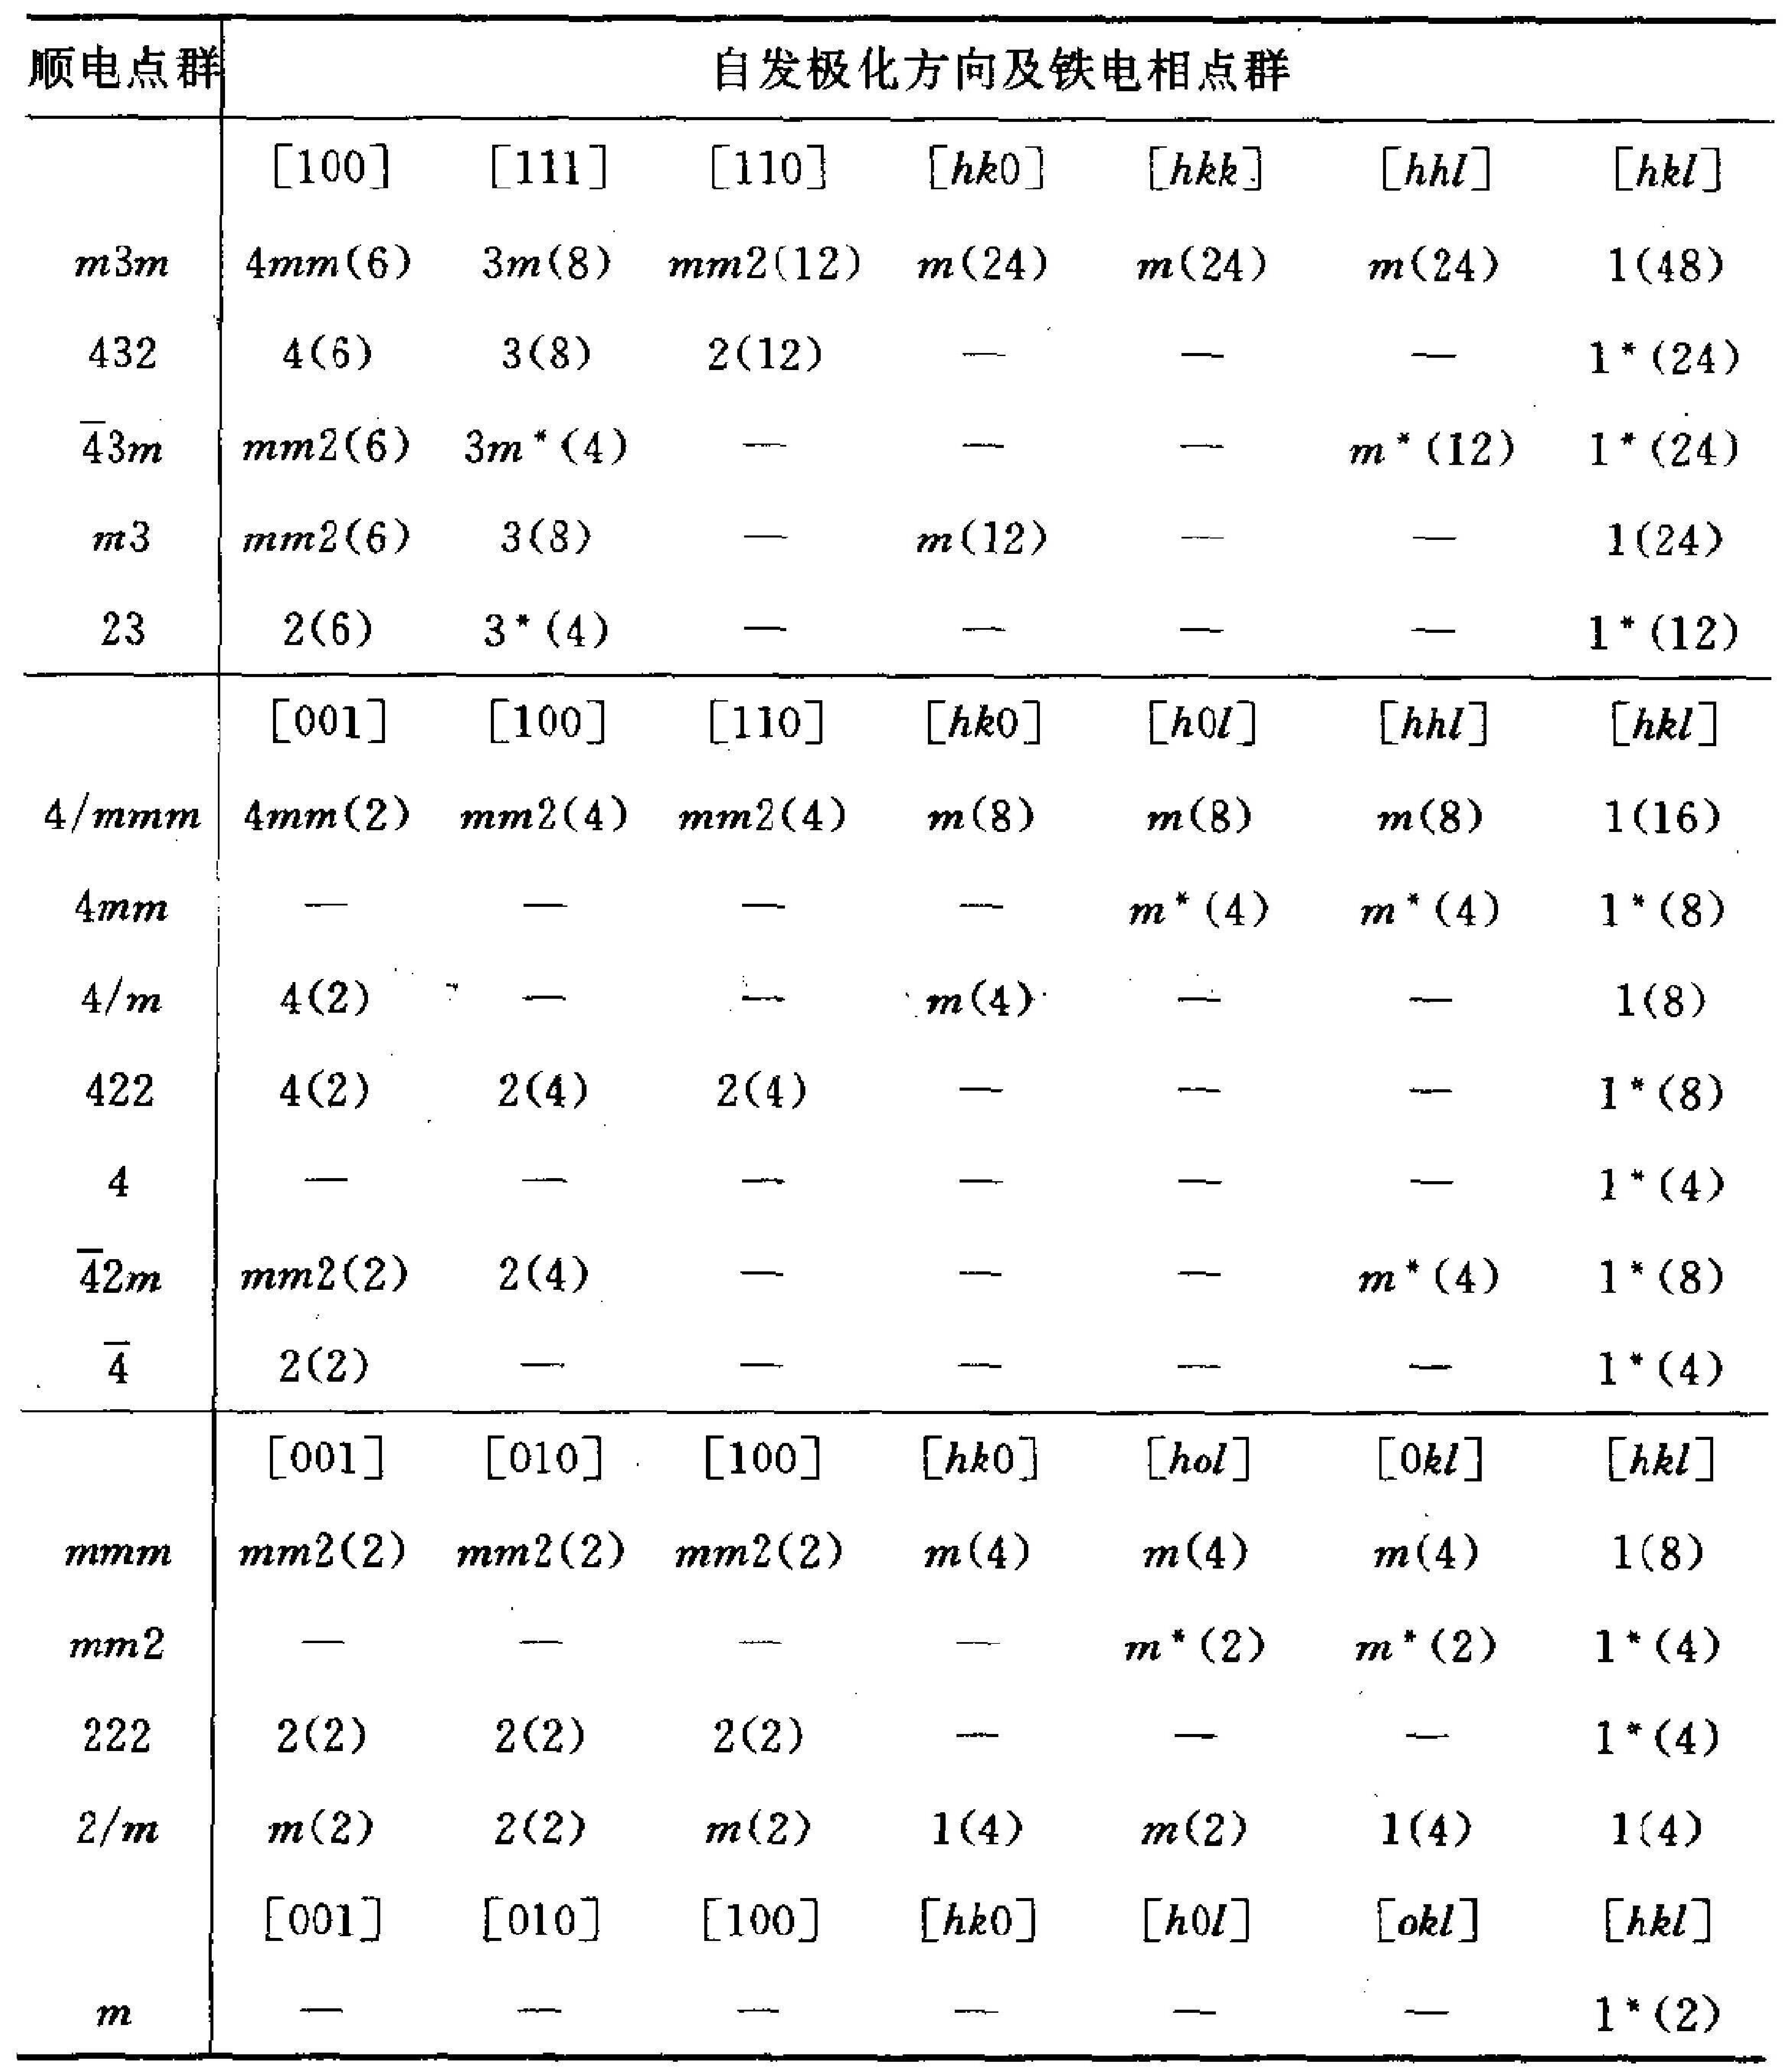 顺电点群 自发极化方向及铁电相点群
[100] [111] [110] [hk0] [hkk] [hhl] [hkl]
m3m 4mm(6) 3m(8) mm2(12) m(24) m(24) m(24) 1(48)
432 4(6) 3(8) 2(12) — — — 1*(24)
4̅3m mm2(6) 3m*(4) — — — m*(12) 1*(24)
m3 mm2(6) 3(8) — m(12) — — 1(24)
23 2(6) 3*(4) — — — — 1*(12)
[001] [100] [110] [hk0] [h0l] [hhl] [hkl]
4/mmm 4mm(2) mm2(4) mm2(4) m(8) m(8) m(8) 1(16)
4mm — — — — m*(4) m*(4) 1*(8)
4/m 4(2) — — m(4) — — 1(8)
422 4(2) 2(4) 2(4) — — — 1*(8)
4 — — — — — — 1*(4)
4̅2m mm2(2) 2(4) — — — m*(4) 1*(8)
4̅ 2(2) — — — — — 1*(4)
[001] [010] [100] [hk0] [hol] [0kl] [hkl]
mmm mm2(2) mm2(2) mm2(2) m(4) m(4) m(4) 1(8)
mm2 — — — — m*(2) m*(2) 1*(4)
222 2(2) 2(2) 2(2) — — — 1*(4)
2/m m(2) 2(2) m(2) 1(4) m(2) 1(4) 1(4)
[001] [010] [100] [hk0] [h0l] [okl] [hkl]
m — — — — — — 1*(2)